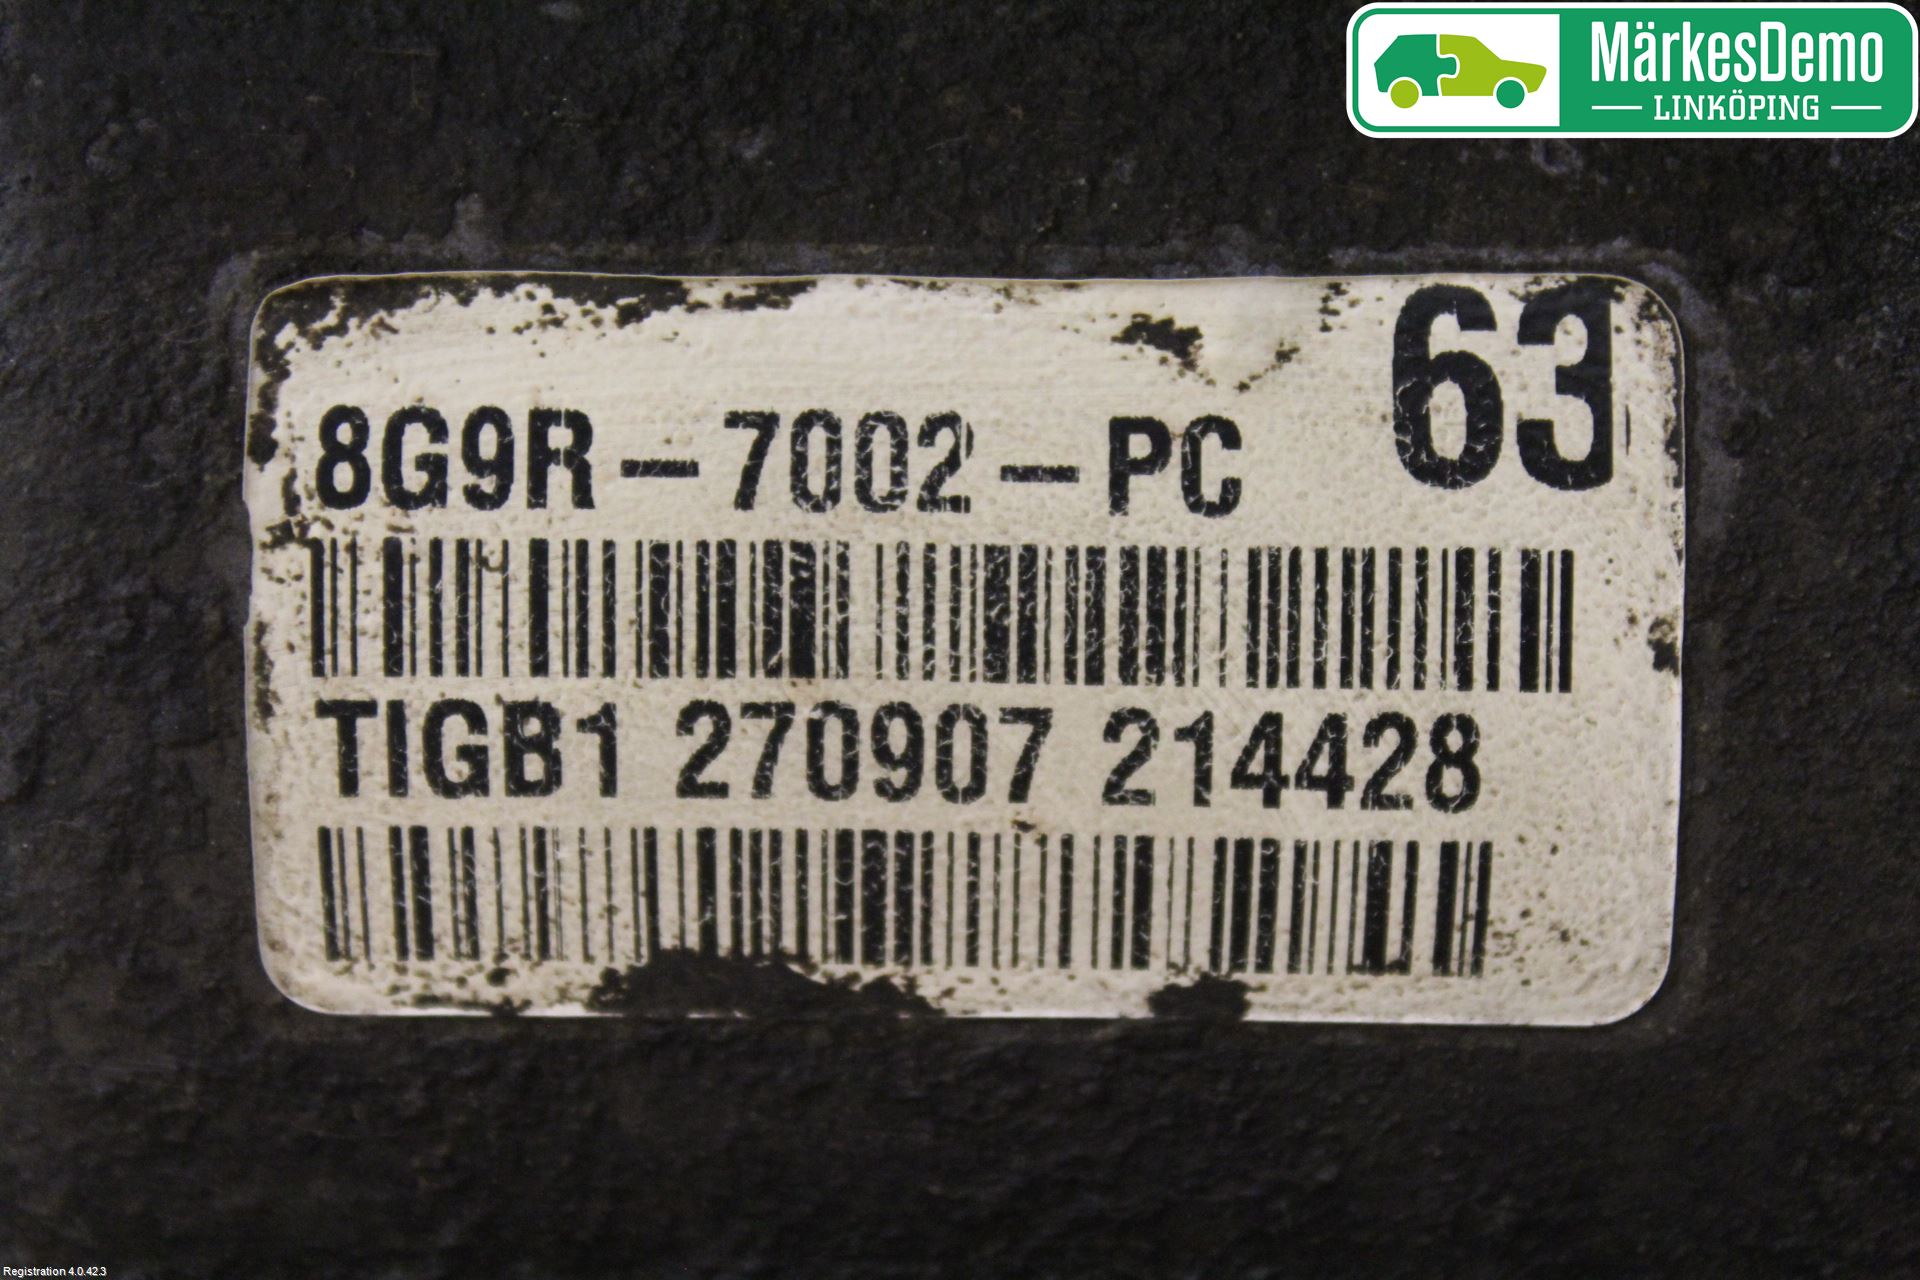 MärkesDemo
LINKÖPING
63
8G9R-7002-PC
TIGB1 270907 214428
Registration 4.0.42.3